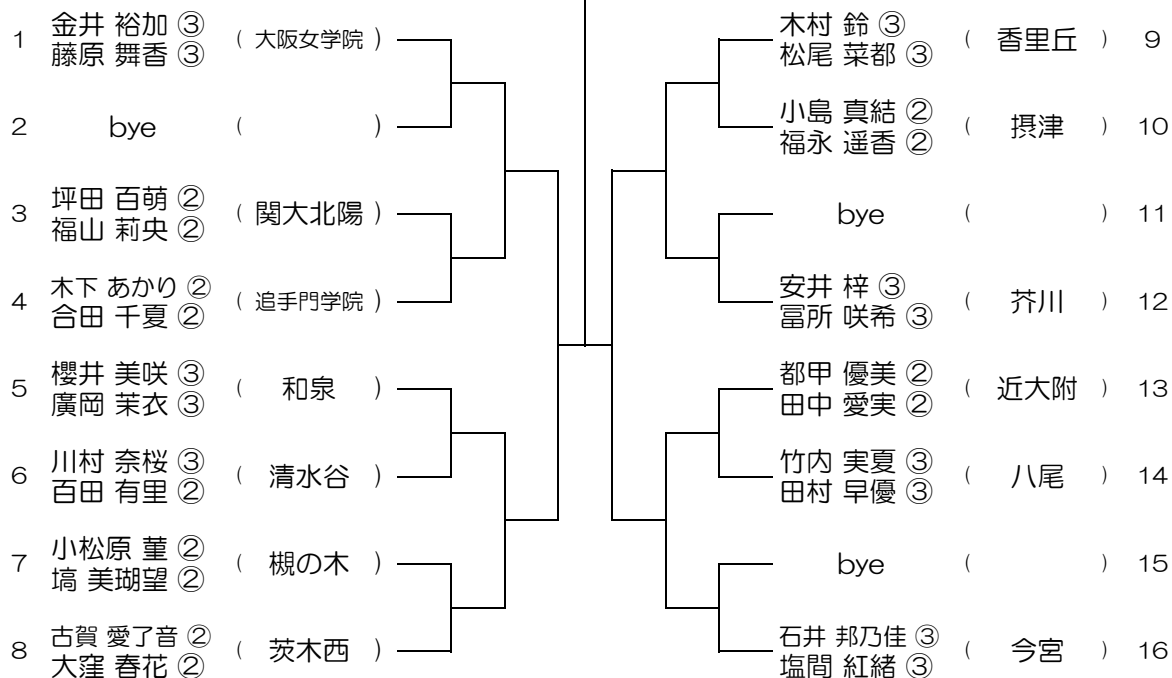 1 金井 裕加 ③
藤原 舞香 ③
( 大阪女学院 )
2 bye ( )
3 坪田 百萌 ②
福山 莉央 ②
( 関大北陽 )
4 木下 あかり ②
合田 千夏 ②
( 追手門学院 )
5 櫻井 美咲 ③
廣岡 茉衣 ③
( 和泉 )
6 川村 奈桜 ③
百田 有里 ②
( 清水谷 )
7 小松原 菫 ②
塙 美瑚望 ②
( 槻の木 )
8 古賀 愛了音 ②
大窪 春花 ②
( 茨木西 )
木村 鈴 ③
松尾 菜都 ③
( 香里丘 ) 9
小島 真結 ②
福永 遥香 ②
( 摂津 ) 10
bye ( ) 11
安井 梓 ③
冨所 咲希 ③
( 芥川 ) 12
都甲 優美 ②
田中 愛実 ②
( 近大附 ) 13
竹内 実夏 ③
田村 早優 ③
( 八尾 ) 14
bye ( ) 15
石井 邦乃佳 ③
塩間 紅緒 ③
( 今宮 ) 16